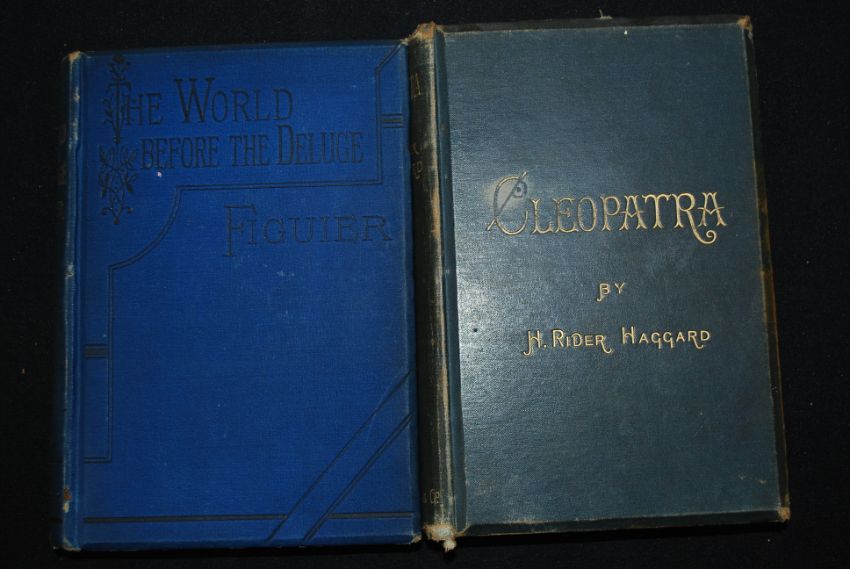 THE WORLD
BEFORE THE DELUGE
FIGUIER
CLEOPATRA
BY
H. RIDER HAGGARD